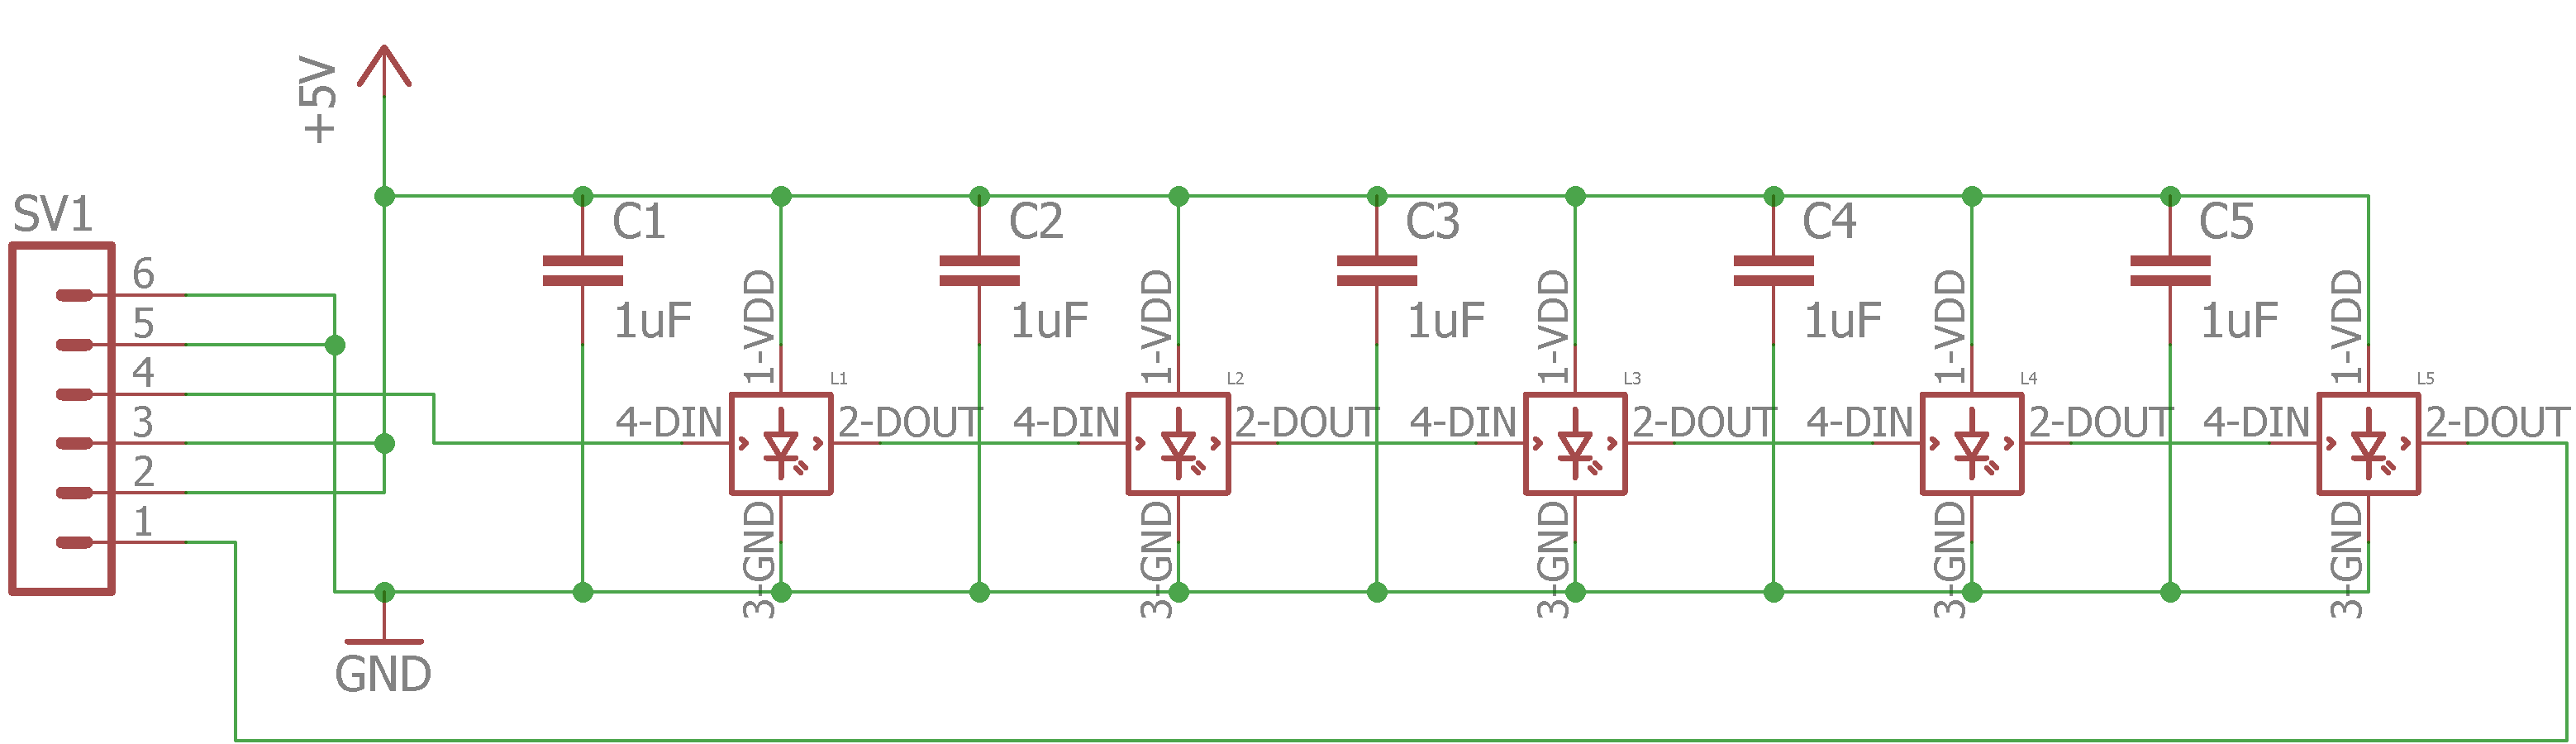 +5V
SV1
6
5
4
3
2
1
GND
C1
1uF
C2
1uF
C3
1uF
C4
1uF
C5
1uF
L1
1-VDD
4-DIN
2-DOUT
3-GND
L2
1-VDD
4-DIN
2-DOUT
3-GND
L3
1-VDD
4-DIN
2-DOUT
3-GND
L4
1-VDD
4-DIN
2-DOUT
3-GND
L5
1-VDD
4-DIN
2-DOUT
3-GND